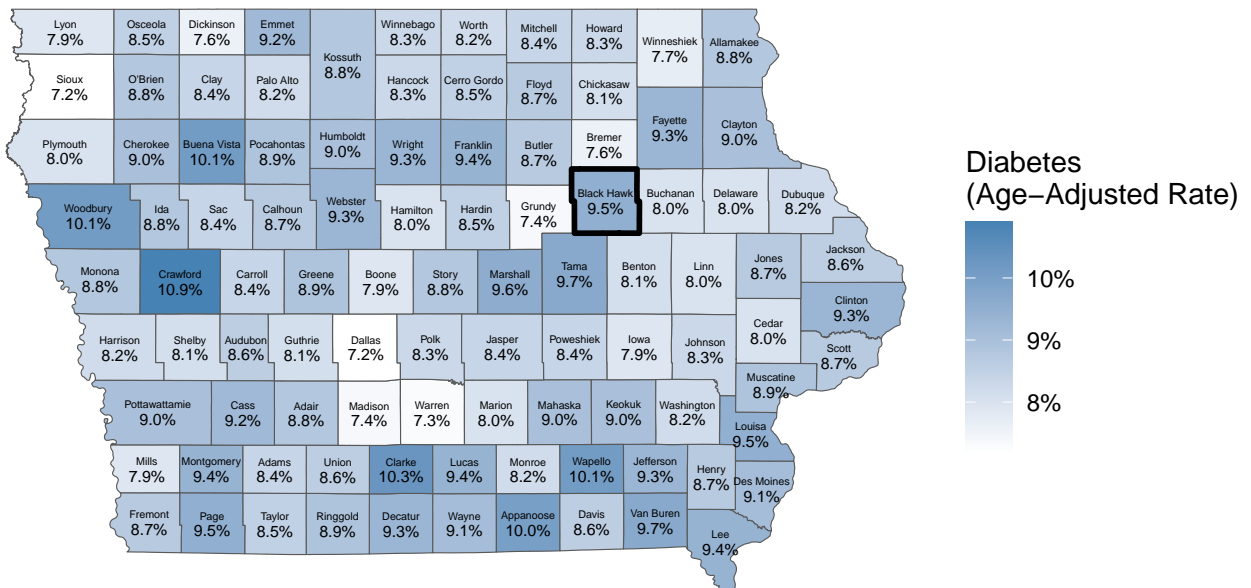 Lyon
7.9%
Osceola
8.5%
Dickinson
7.6%
Emmet
9.2%
Kossuth
8.8%
Winnebago
8.3%
Worth
8.2%
Mitchell
8.4%
Howard
8.3%
Winneshiek
7.7%
Allamakee
8.8%
Sioux
7.2%
O'Brien
8.8%
Clay
8.4%
Palo Alto
8.2%
Hancock
8.3%
Cerro Gordo
8.5%
Floyd
8.7%
Chickasaw
8.1%
Plymouth
8.0%
Cherokee
9.0%
Buena Vista
10.1%
Pocahontas
8.9%
Humboldt
9.0%
Wright
9.3%
Franklin
9.4%
Butler
8.7%
Bremer
7.6%
Fayette
9.3%
Clayton
9.0%
Woodbury
10.1%
Ida
8.8%
Sac
8.4%
Calhoun
8.7%
Webster
9.3%
Hamilton
8.0%
Hardin
8.5%
Grundy
7.4%
Black Hawk
9.5%
Buchanan
8.0%
Delaware
8.0%
Dubuque
8.2%
Monona
8.8%
Crawford
10.9%
Carroll
8.4%
Greene
8.9%
Boone
7.9%
Story
8.8%
Marshall
9.6%
Tama
9.7%
Benton
8.1%
Linn
8.0%
Jones
8.7%
Jackson
8.6%
Clinton
9.3%
Harrison
8.2%
Shelby
8.1%
Audubon
8.6%
Guthrie
8.1%
Dallas
7.2%
Polk
8.3%
Jasper
8.4%
Poweshiek
8.4%
Iowa
7.9%
Johnson
8.3%
Cedar
8.0%
Scott
8.7%
Muscatine
8.9%
Pottawattamie
9.0%
Cass
9.2%
Adair
8.8%
Madison
7.4%
Warren
7.3%
Marion
8.0%
Mahaska
9.0%
Keokuk
9.0%
Washington
8.2%
Louisa
9.5%
Mills
7.9%
Montgomery
9.4%
Adams
8.4%
Union
8.6%
Clarke
10.3%
Lucas
9.4%
Monroe
8.2%
Wapello
10.1%
Jefferson
9.3%
Henry
8.7%
Des Moines
9.1%
Fremont
8.7%
Page
9.5%
Taylor
8.5%
Ringgold
8.9%
Decatur
9.3%
Wayne
9.1%
Appanoose
10.0%
Davis
8.6%
Van Buren
9.7%
Lee
9.4%
Diabetes
(Age−Adjusted Rate)
10%
9%
8%